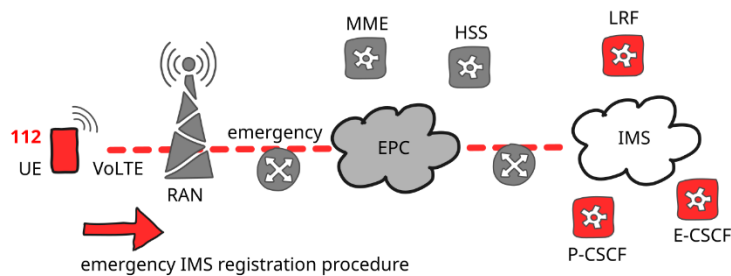 MME
HSS
LRF
112
emergency
UE
VoLTE
RAN
EPC
IMS
P-CSCF
E-CSCF
emergency IMS registration procedure